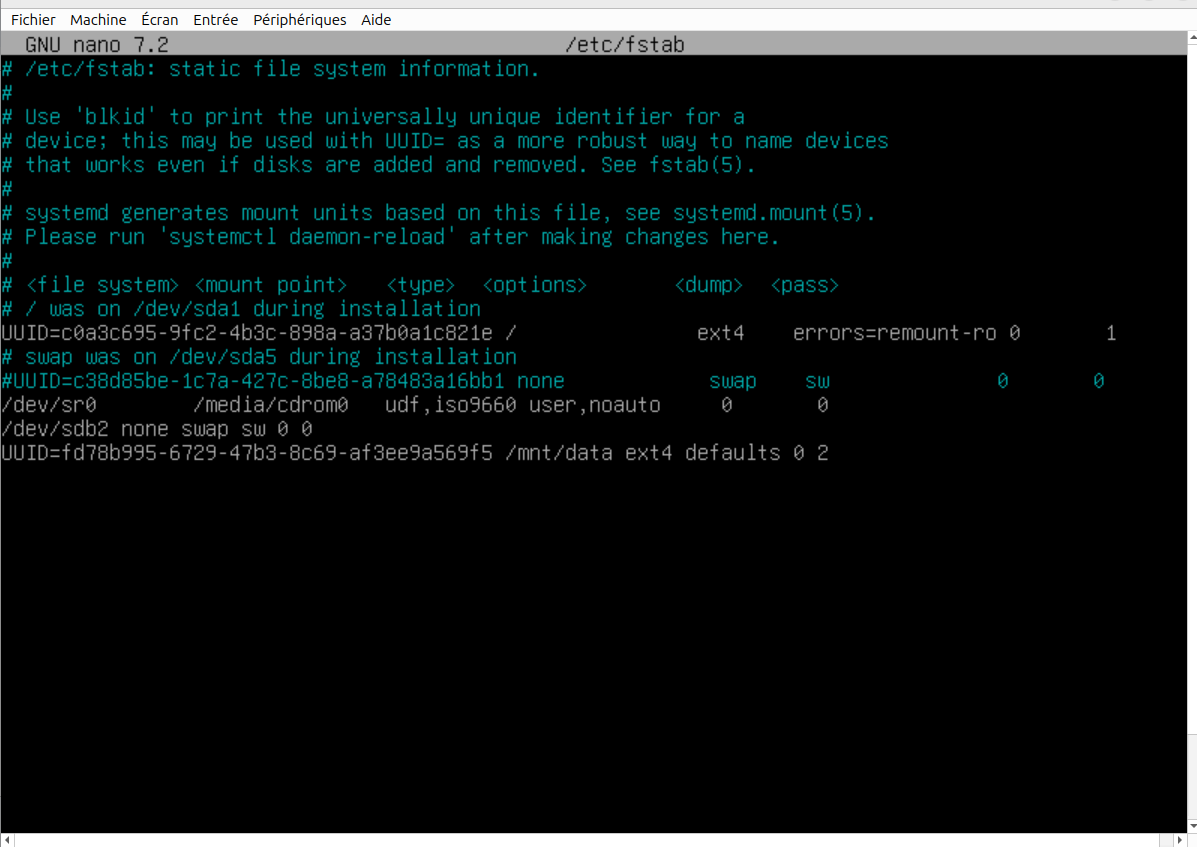 Fichier Machine Écran Entrée Périphériques Aide
GNU nano 7.2 /etc/fstab
# /etc/fstab: static file system information.
#
# Use 'blkid' to print the universally unique identifier for a
# device; this may be used with UUID= as a more robust way to name devices
# that works even if disks are added and removed. See fstab(5).
#
# systemd generates mount units based on this file, see systemd.mount(5).
# Please run 'systemctl daemon-reload' after making changes here.
#
# <file system> <mount point>   <type>  <options>       <dump>  <pass>
# / was on /dev/sda1 during installation
UUID=c0a3c695-9fc2-4b3c-898a-a37b0a1c821e /               ext4    errors=remount-ro 0       1
# swap was on /dev/sda5 during installation
#UUID=c38d85be-1c7a-427c-8be8-a78483a16bb1 none            swap    sw              0       0
/dev/sr0        /media/cdrom0   udf,iso9660 user,noauto     0       0
/dev/sdb2 none swap sw 0 0
UUID=fd78b995-6729-47b3-8c69-af3ee9a569f5 /mnt/data ext4 defaults 0 2